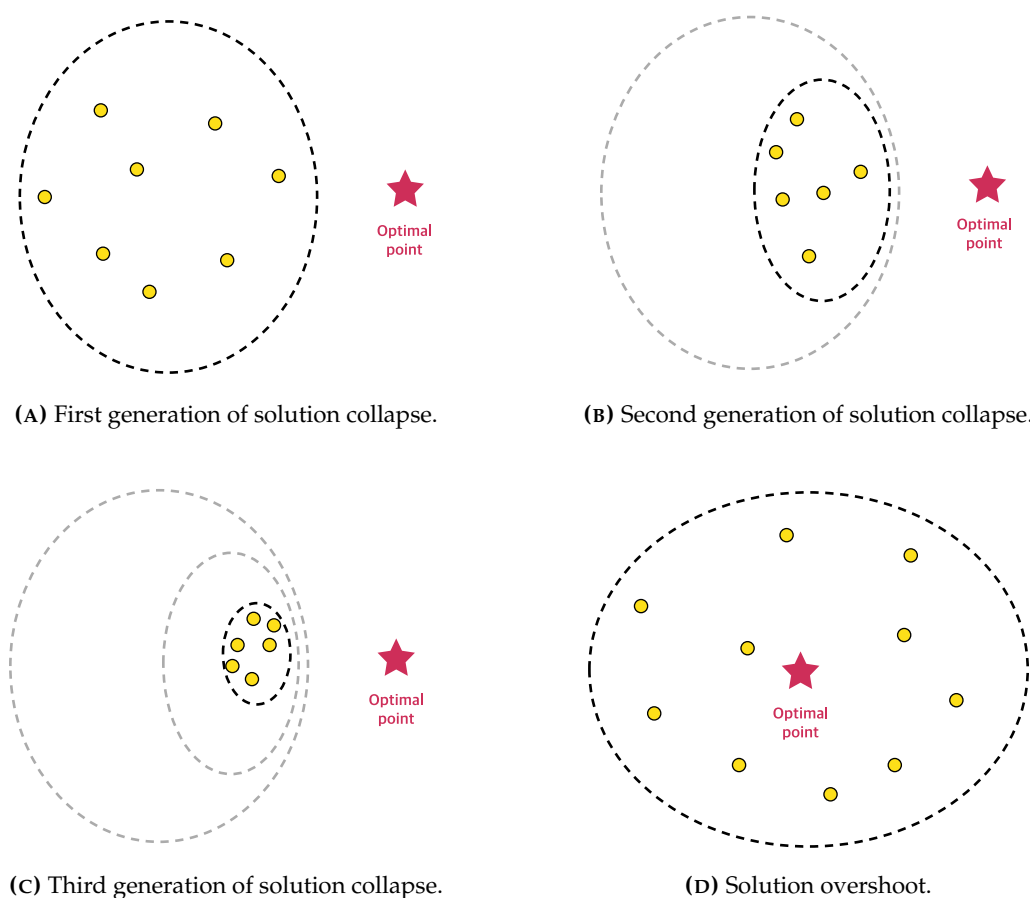 Optimal
point
Optimal
point
(A) First generation of solution collapse.
(B) Second generation of solution collapse.
Optimal
point
Optimal
point
(C) Third generation of solution collapse.
(D) Solution overshoot.